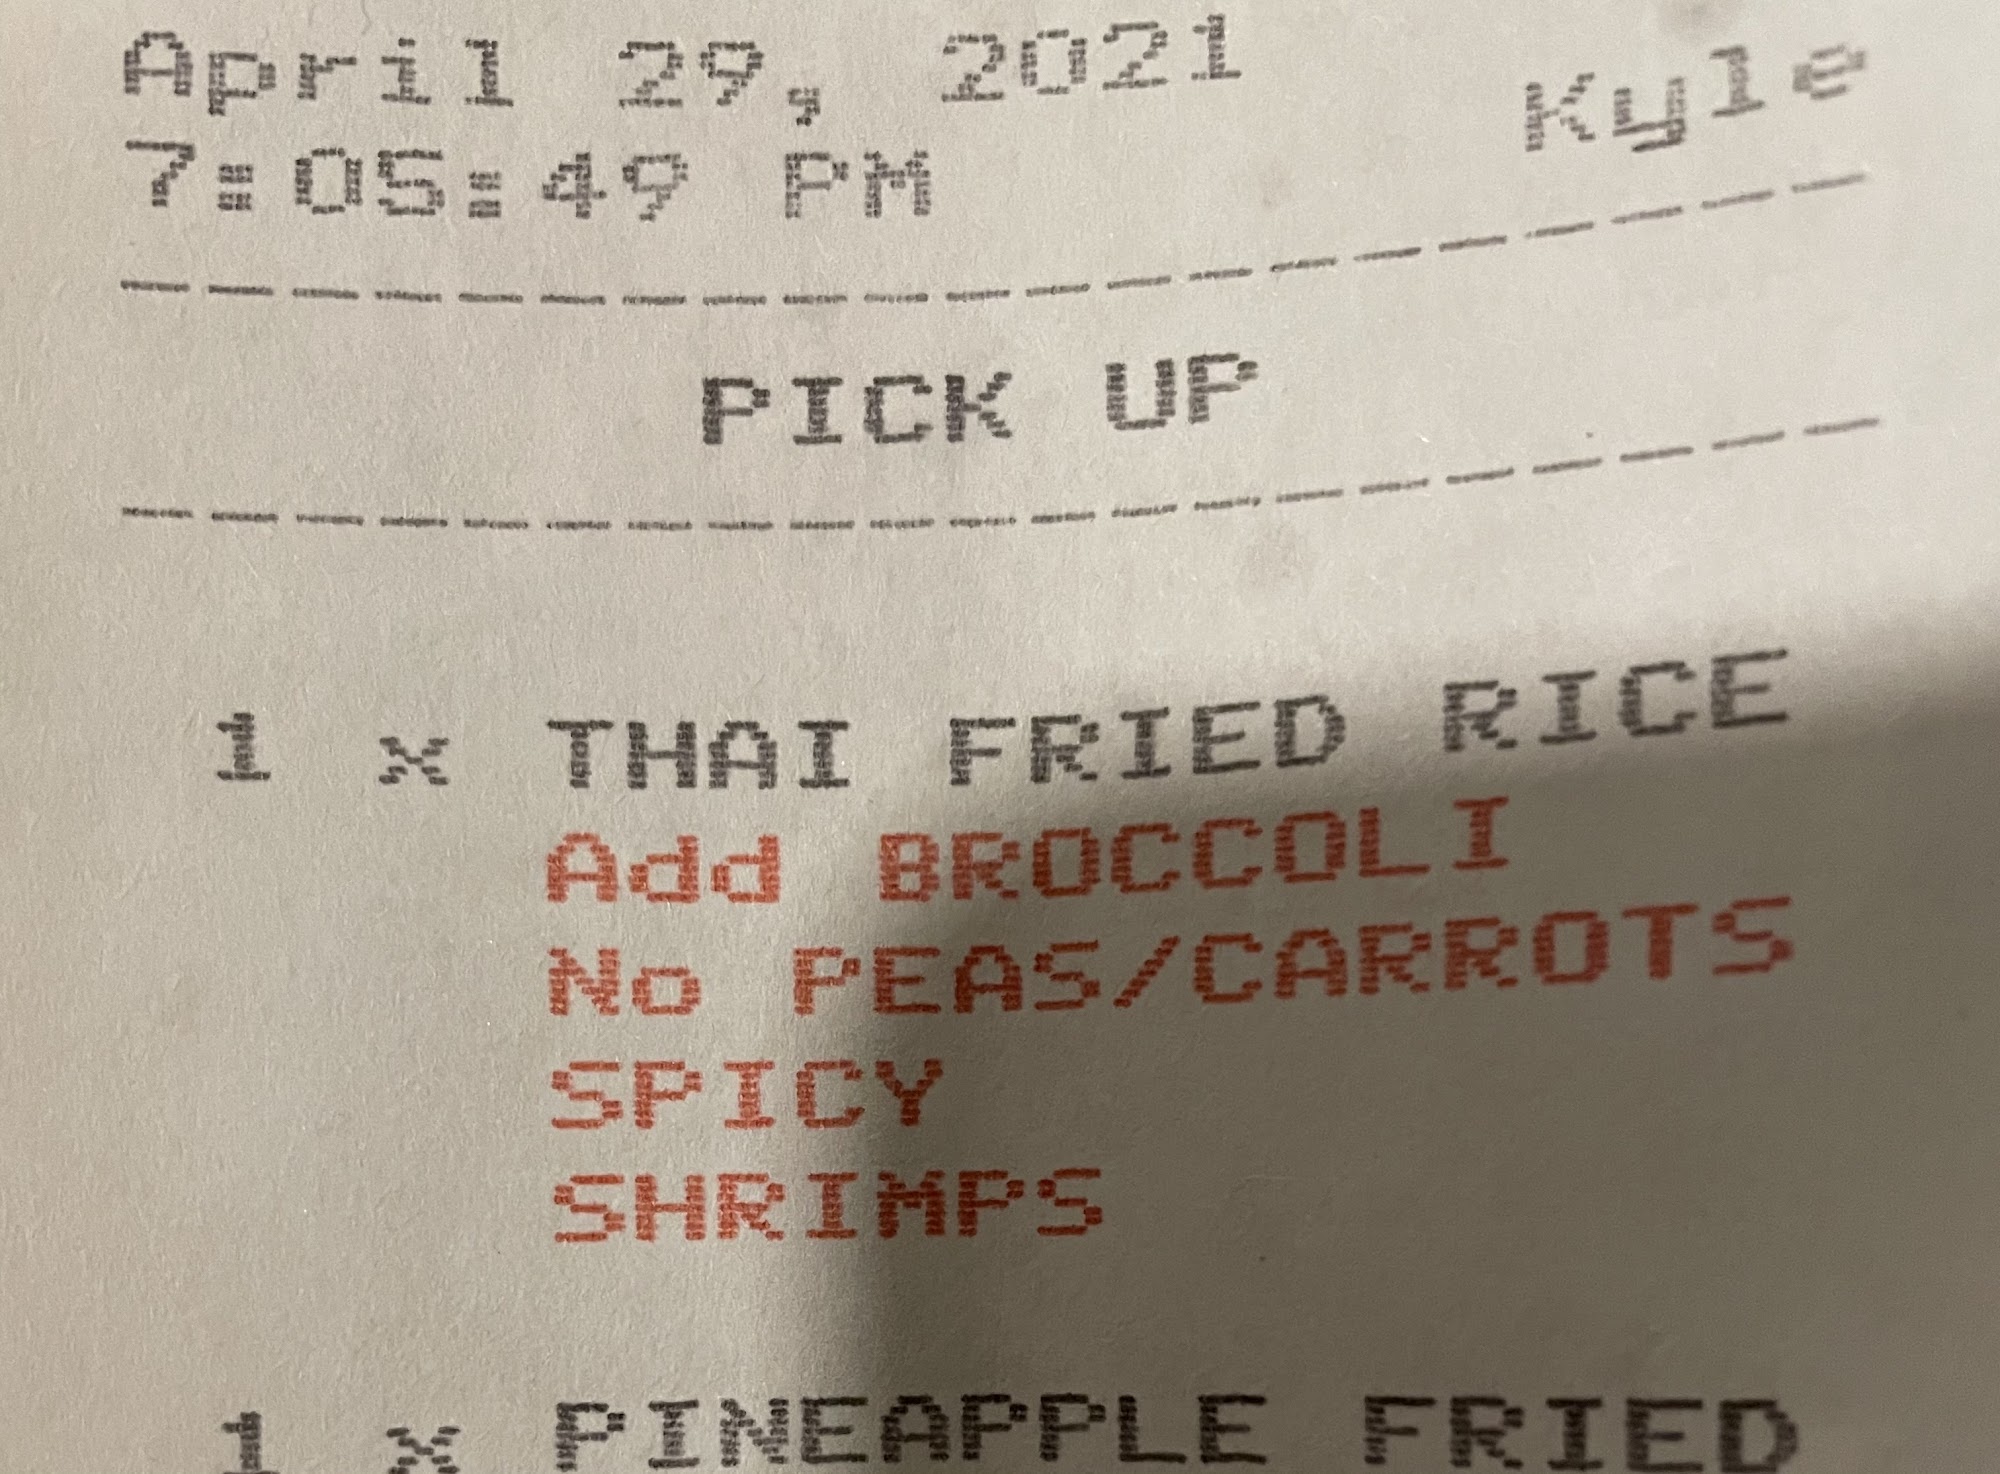 April 29, 2021
Kyle
7:05:49 PM
PICK UP
1 x THAI FRIED RICE
Add BROCCOLI
No PEAS/CARROTS
SPICY
SHRIMPS
1 x PINEAPPLE FRIED